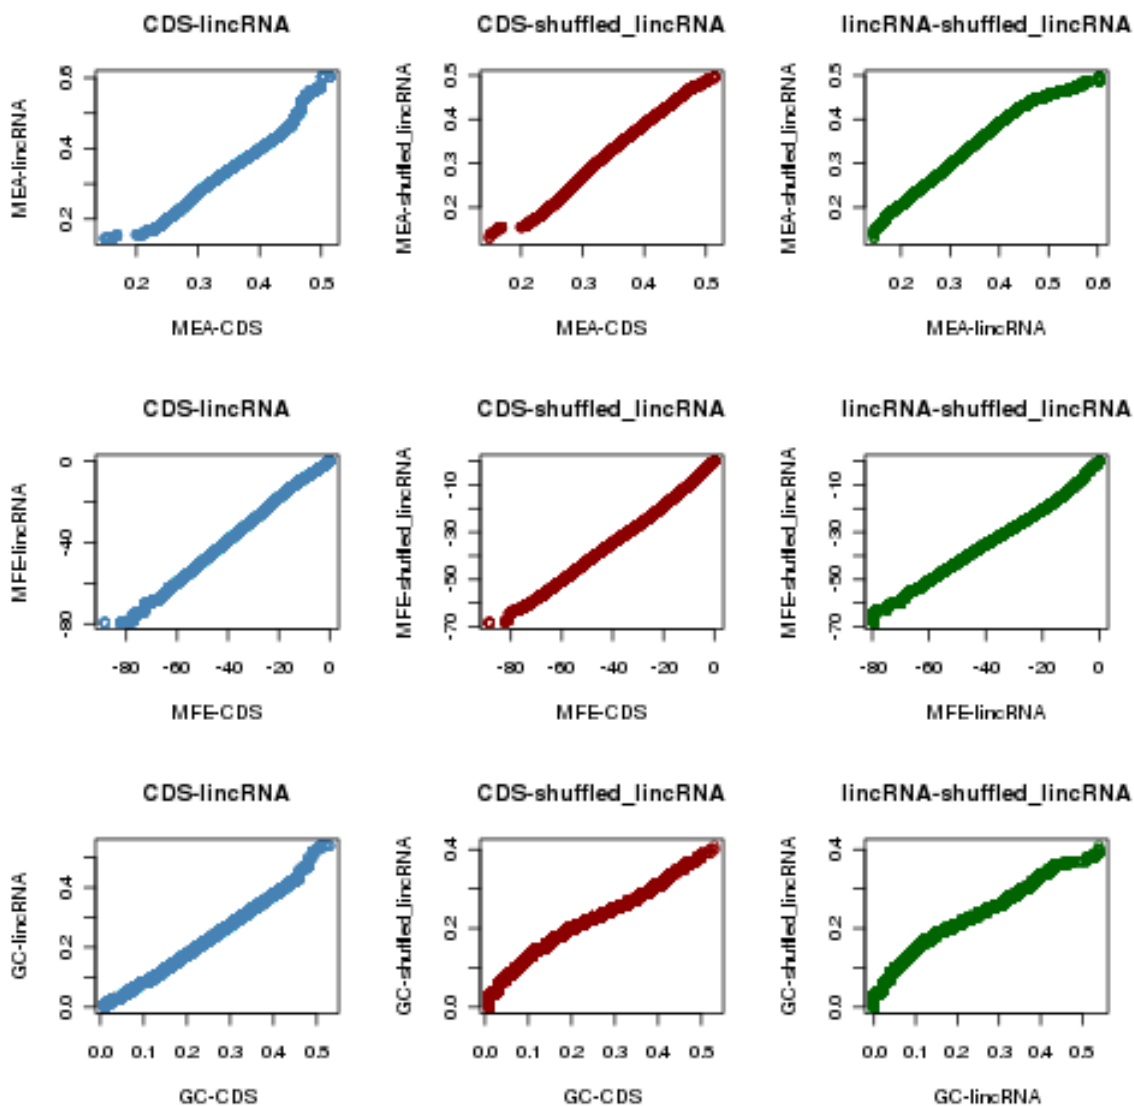 CDS-lincRNA
CDS-shuffled_lincRNA
lincRNA-shuffled_lincRNA
MEA-lincRNA
0.2 0.4 0.6
0.2 0.3 0.4 0.5
MEA-CDS
MEA-shuffled_lincRNA
0.2 0.3 0.4 0.5
0.2 0.3 0.4 0.5
MEA-CDS
MEA-shuffled_lincRNA
0.2 0.3 0.4 0.5
0.2 0.3 0.4 0.5 0.6
MEA-lincRNA
CDS-lincRNA
CDS-shuffled_lincRNA
lincRNA-shuffled_lincRNA
MFE-lincRNA
-80 -40 0
-80 -60 -40 -20 0
MFE-CDS
MFE-shuffled_lincRNA
-70 -50 -30 -10
-80 -60 -40 -20 0
MFE-CDS
MFE-shuffled_lincRNA
-70 -50 -30 -10
-80 -60 -40 -20 0
MFE-lincRNA
CDS-lincRNA
CDS-shuffled_lincRNA
lincRNA-shuffled_lincRNA
GC-lincRNA
0.0 0.2 0.4
0.0 0.1 0.2 0.3 0.4 0.5
GC-CDS
GC-shuffled_lincRNA
0.0 0.2 0.4
0.0 0.1 0.2 0.3 0.4 0.5
GC-CDS
GC-shuffled_lincRNA
0.0 0.2 0.4
0.0 0.1 0.2 0.3 0.4 0.5
GC-lincRNA